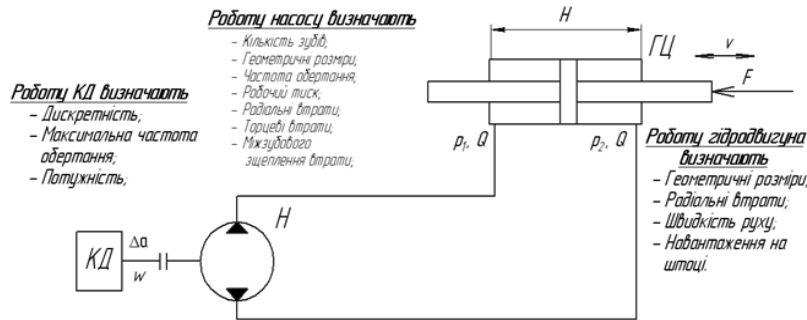 Роботу насосу визначають
– Кількість зубів;
– Геометричні розміри;
– Частота обертання;
– Робочий тиск;
– Радіальні втрати;
– Торцеві втрати;
– Міжзубового
зщеплення втрати;
Роботу КД визначають
– Дискретність;
– Максимальна частота
обертання;
– Потужність;
H
ГЦ
v
F
p₁, Q
p₂, Q
Роботу гідродвигуна
визначають
– Геометричні розміри;
– Радіальні втрати;
– Швидкість руху;
– Навантаження на
штоці.
Н
КД
Δα
w